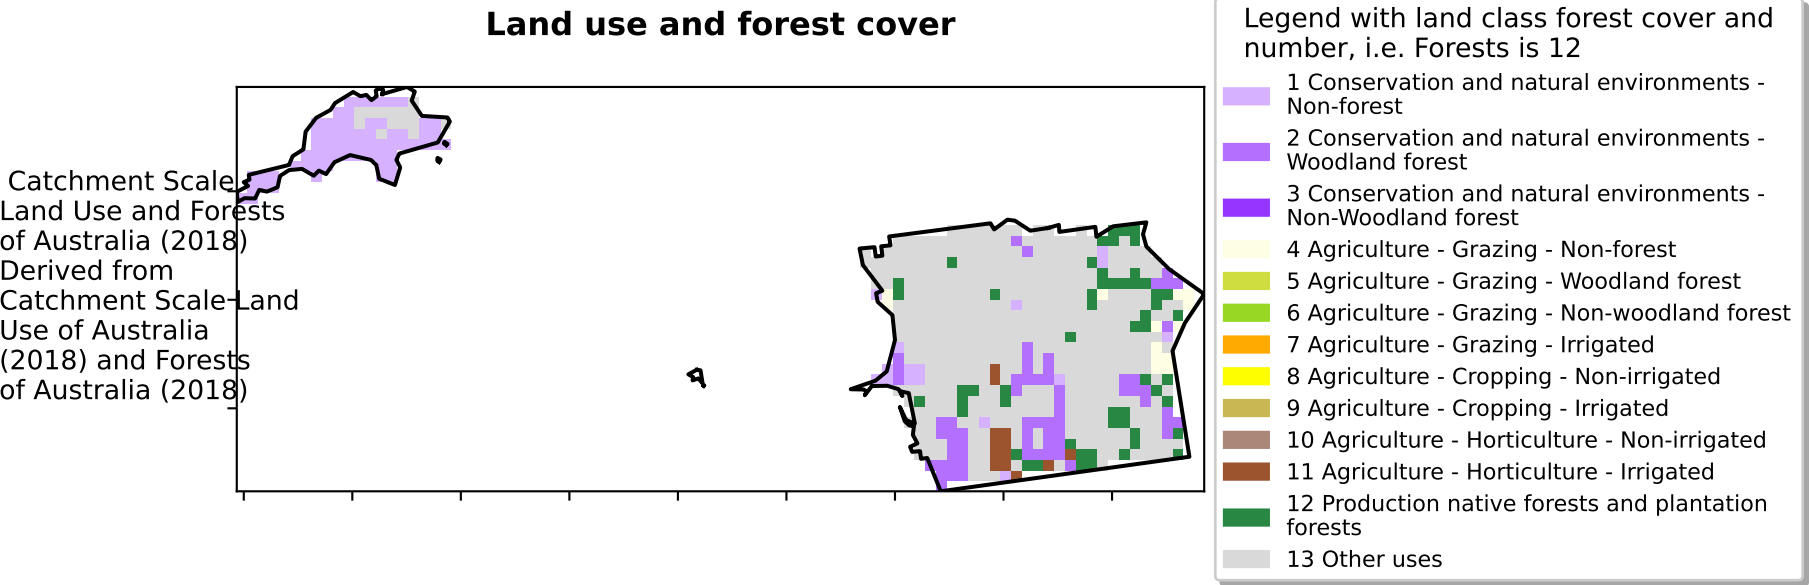 Land use and forest cover
Catchment Scale
Land Use and Forests
of Australia (2018)
Derived from
Catchment Scale Land
Use of Australia
(2018) and Forests
of Australia (2018)
Legend with land class forest cover and
number, i.e. Forests is 12
1 Conservation and natural environments -
Non-forest
2 Conservation and natural environments -
Woodland forest
3 Conservation and natural environments -
Non-Woodland forest
4 Agriculture - Grazing - Non-forest
5 Agriculture - Grazing - Woodland forest
6 Agriculture - Grazing - Non-woodland forest
7 Agriculture - Grazing - Irrigated
8 Agriculture - Cropping - Non-irrigated
9 Agriculture - Cropping - Irrigated
10 Agriculture - Horticulture - Non-irrigated
11 Agriculture - Horticulture - Irrigated
12 Production native forests and plantation
forests
13 Other uses